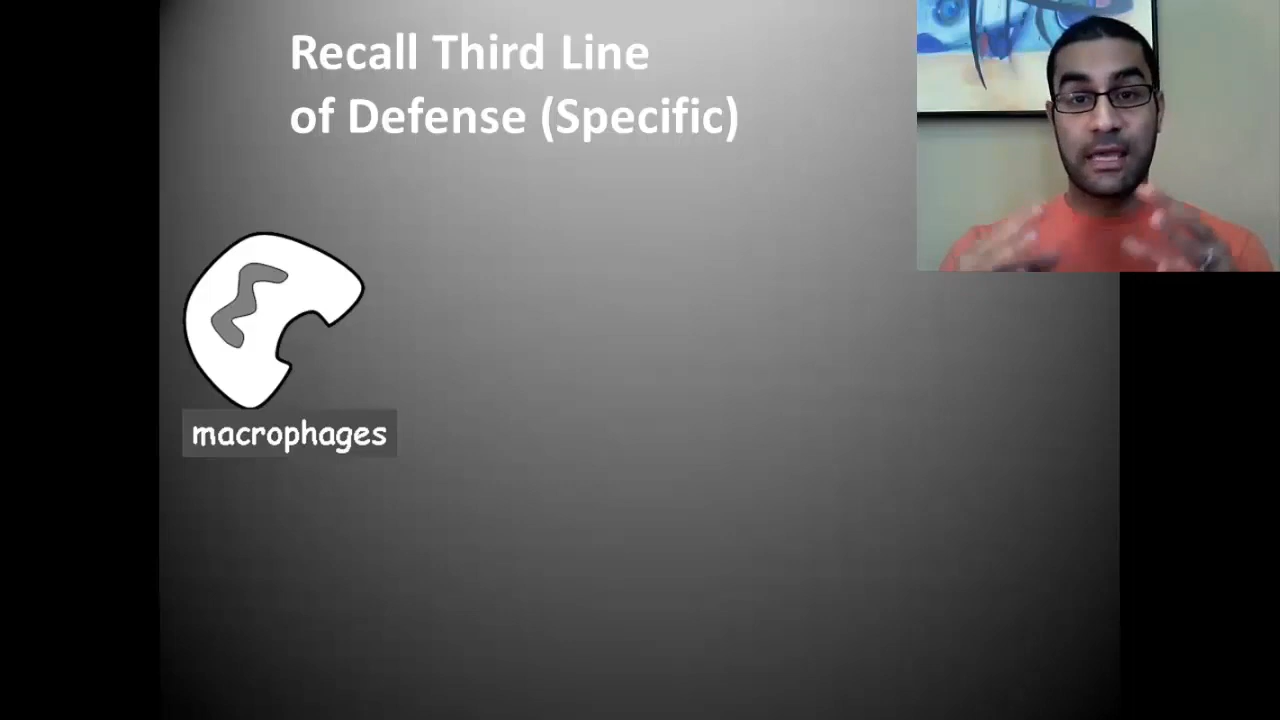 Recall Third Line
of Defense (Specific)
macrophages